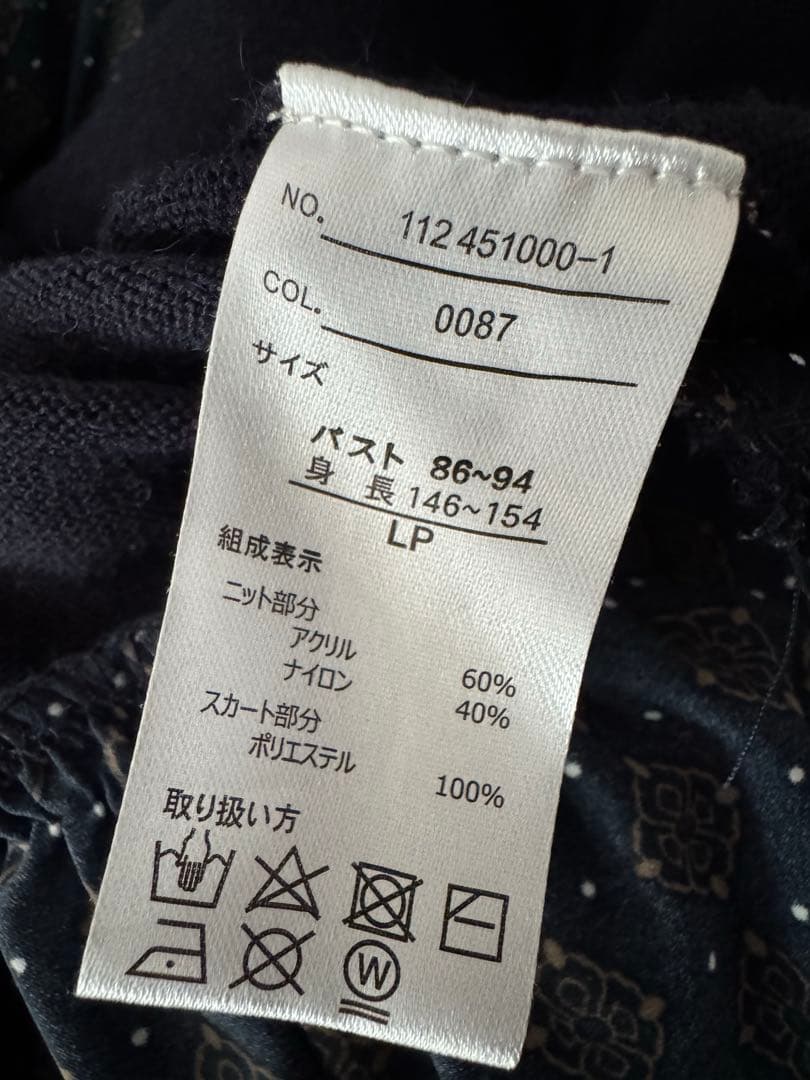 NO. 112451000-1
COL. 0087
サイズ
バスト 86~94
身長 146~154
LP
組成表示
ニット部分
アクリル 60%
ナイロン 40%
スカート部分
ポリエステル 100%
取り扱い方
W